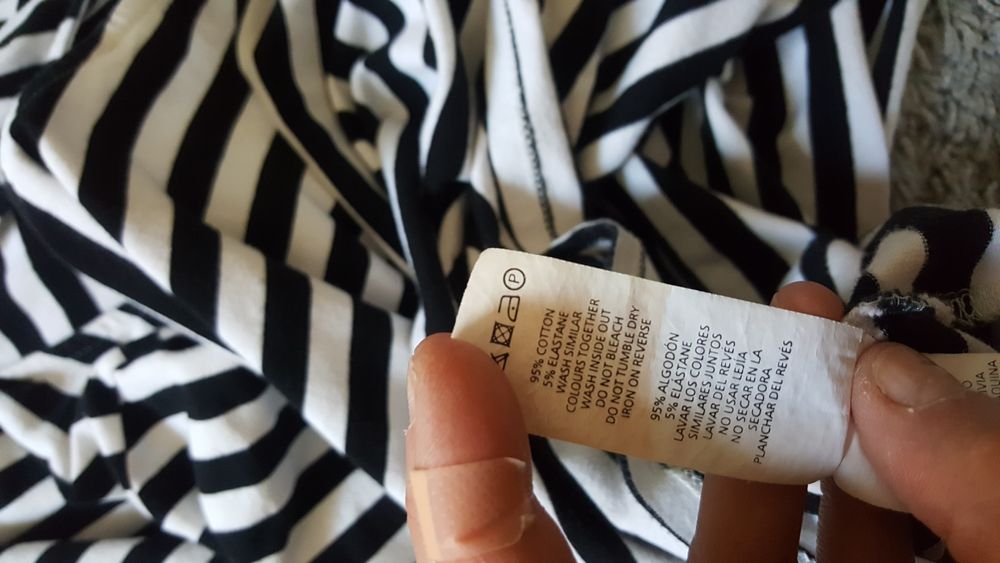 P
95% COTTON
5% ELASTANE
WASH SIMILAR
COLOURS TOGETHER
WASH INSIDE OUT
DO NOT BLEACH
DO NOT TUMBLE DRY
IRON ON REVERSE
95% ALGODÓN
5% ELASTANE
LAVAR LOS COLORES
SIMILARES JUNTOS
LAVAR DEL REVES
NO USAR LEJÍA
NO SECAR EN LA
SECADORA
PLANCHAR DEL REVÉS